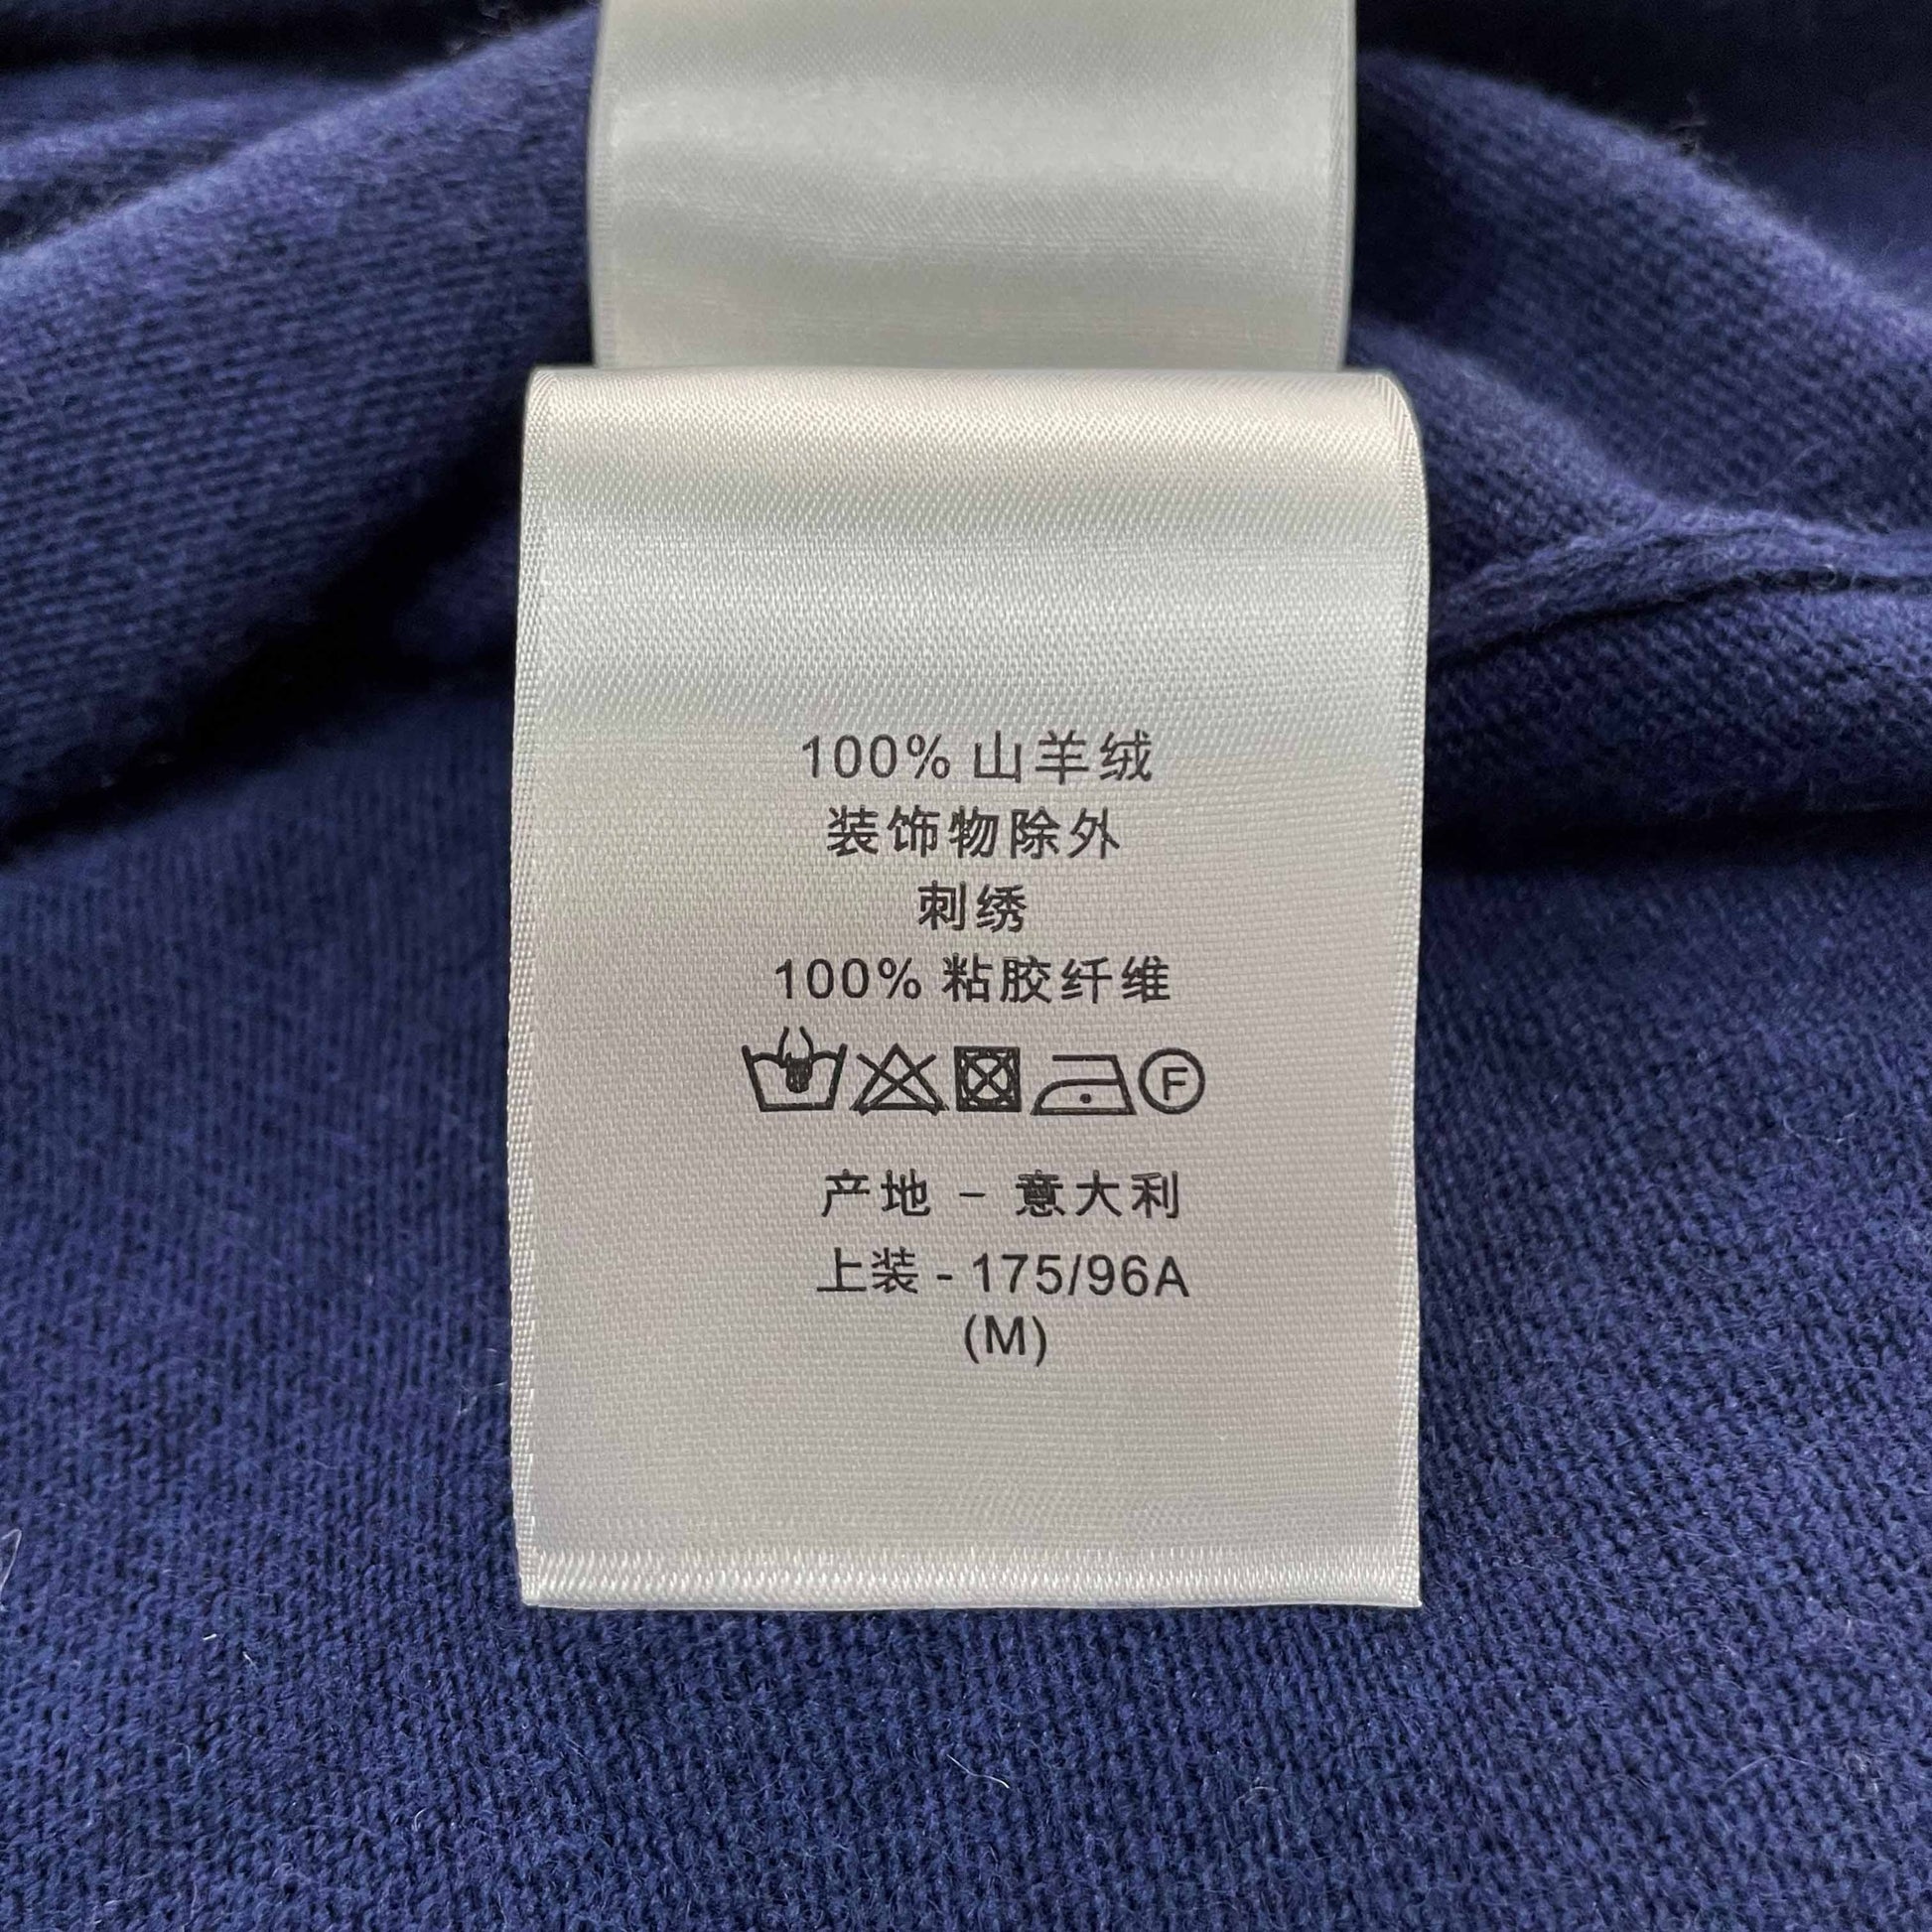 100% 山羊绒
装饰物除外
刺绣
100% 粘胶纤维
F
产地 - 意大利
上装 - 175/96A
(M)